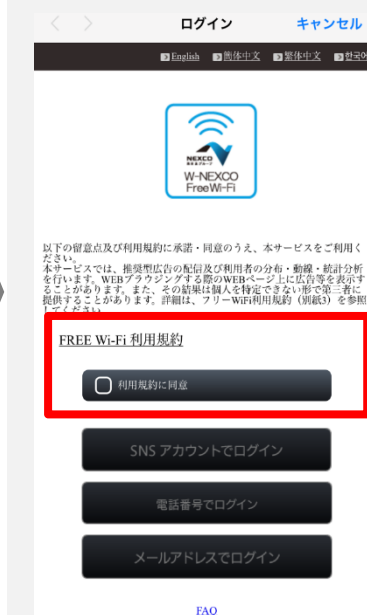 ログイン
キャンセル
English 簡体中文 繁体中文 한국어
NEXCO
W-NEXCO
Free Wi-Fi
以下の留意点及び利用規約に承諾・同意のうえ、本サービスをご利用く
ださい。
本サービスでは、推奨型広告の配信及び利用者の分布・動線・統計分析
を行います。WEBブラウジングする際のWEBページ上に広告等を表示す
ることがあります。また、その結果は個人を特定できない形で第三者に
提供することがあります。詳細は、フリーWiFi利用規約（別紙3）を参照
してください
FREE Wi-Fi 利用規約
利用規約に同意
SNS アカウントでログイン
電話番号でログイン
メールアドレスでログイン
FAQ